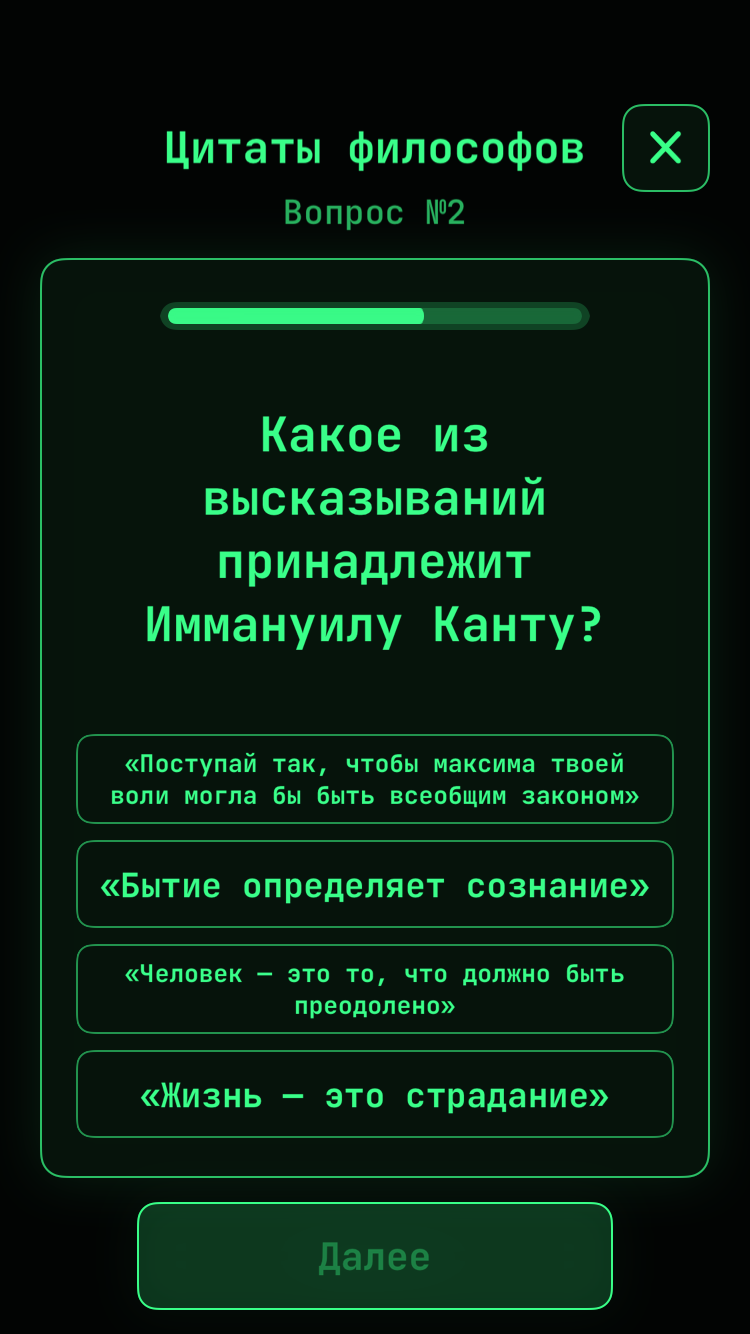 Цитаты философов
Вопрос №2
Какое из
высказываний
принадлежит
Иммануилу Канту?
«Поступай так, чтобы максима твоей
воли могла бы быть всеобщим законом»
«Бытие определяет сознание»
«Человек — это то, что должно быть
преодолено»
«Жизнь — это страдание»
Далее